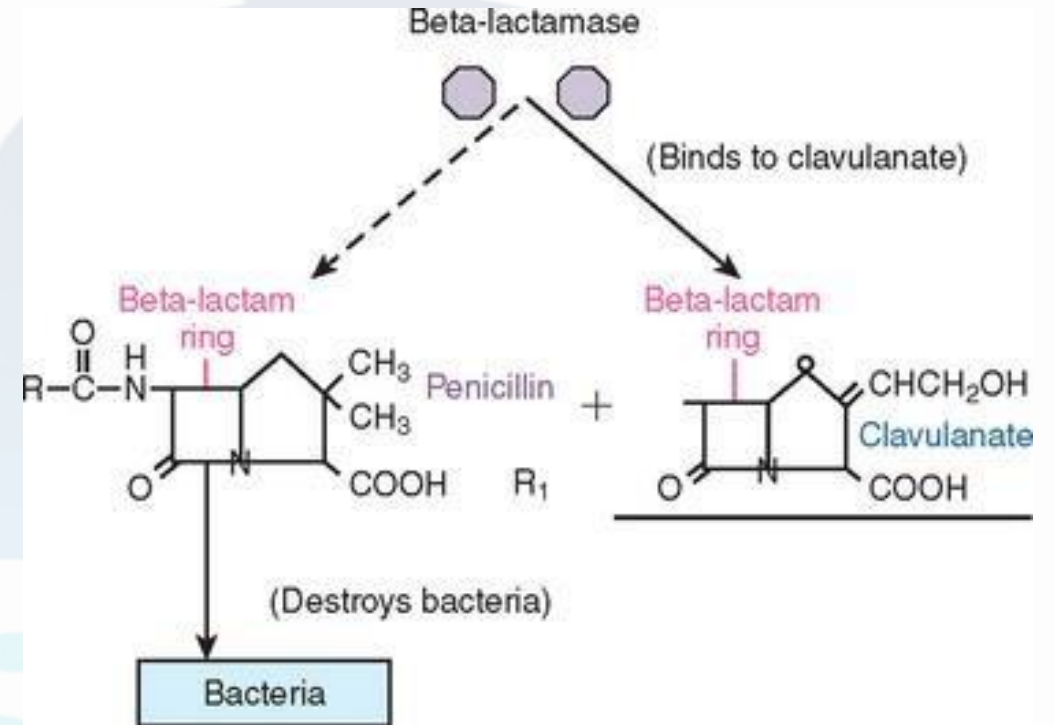 Beta-lactamase
(Binds to clavulanate)
Beta-lactam
ring
O
H
R–C–N
CH₃
CH₃
N
O
COOH
Penicillin
+
R₁
Beta-lactam
ring
O
CHCH₂OH
Clavulanate
N
O
COOH
(Destroys bacteria)
Bacteria